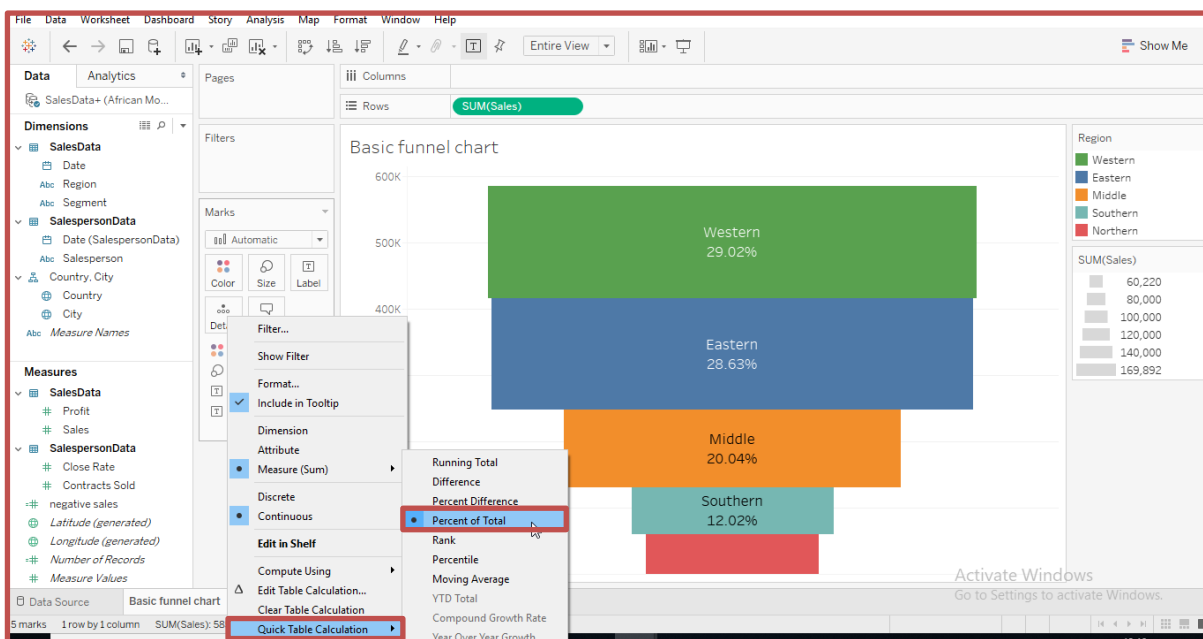 File Data Worksheet Dashboard Story Analysis Map Format Window Help
Entire View
Show Me
Data Analytics
SalesData+ (African Mo...
Dimensions
SalesData
Date
Abc Region
Abc Segment
SalespersonData
Date (SalespersonData)
Abc Salesperson
Country, City
Country
City
Abc Measure Names
Measures
SalesData
# Profit
# Sales
SalespersonData
# Close Rate
# Contracts Sold
=# negative sales
Latitude (generated)
Longitude (generated)
=# Number of Records
# Measure Values
Pages
Filters
Marks
Automatic
Color Size Label
Columns
Rows SUM(Sales)
Basic funnel chart
600K
500K
400K
Western
29.02%
Eastern
28.63%
Middle
20.04%
Southern
12.02%
Region
Western
Eastern
Middle
Southern
Northern
SUM(Sales)
60,220
80,000
100,000
120,000
140,000
169,892
Filter...
Show Filter
Format...
Include in Tooltip
Dimension
Attribute
Measure (Sum)
Discrete
Continuous
Edit in Shelf
Compute Using
Edit Table Calculation...
Clear Table Calculation
Quick Table Calculation
Running Total
Difference
Percent Difference
Percent of Total
Rank
Percentile
Moving Average
YTD Total
Compound Growth Rate
Year Over Year Growth
Activate Windows
Go to Settings to activate Windows.
Data Source Basic funnel chart
5 marks 1 row by 1 column SUM(Sales): 58